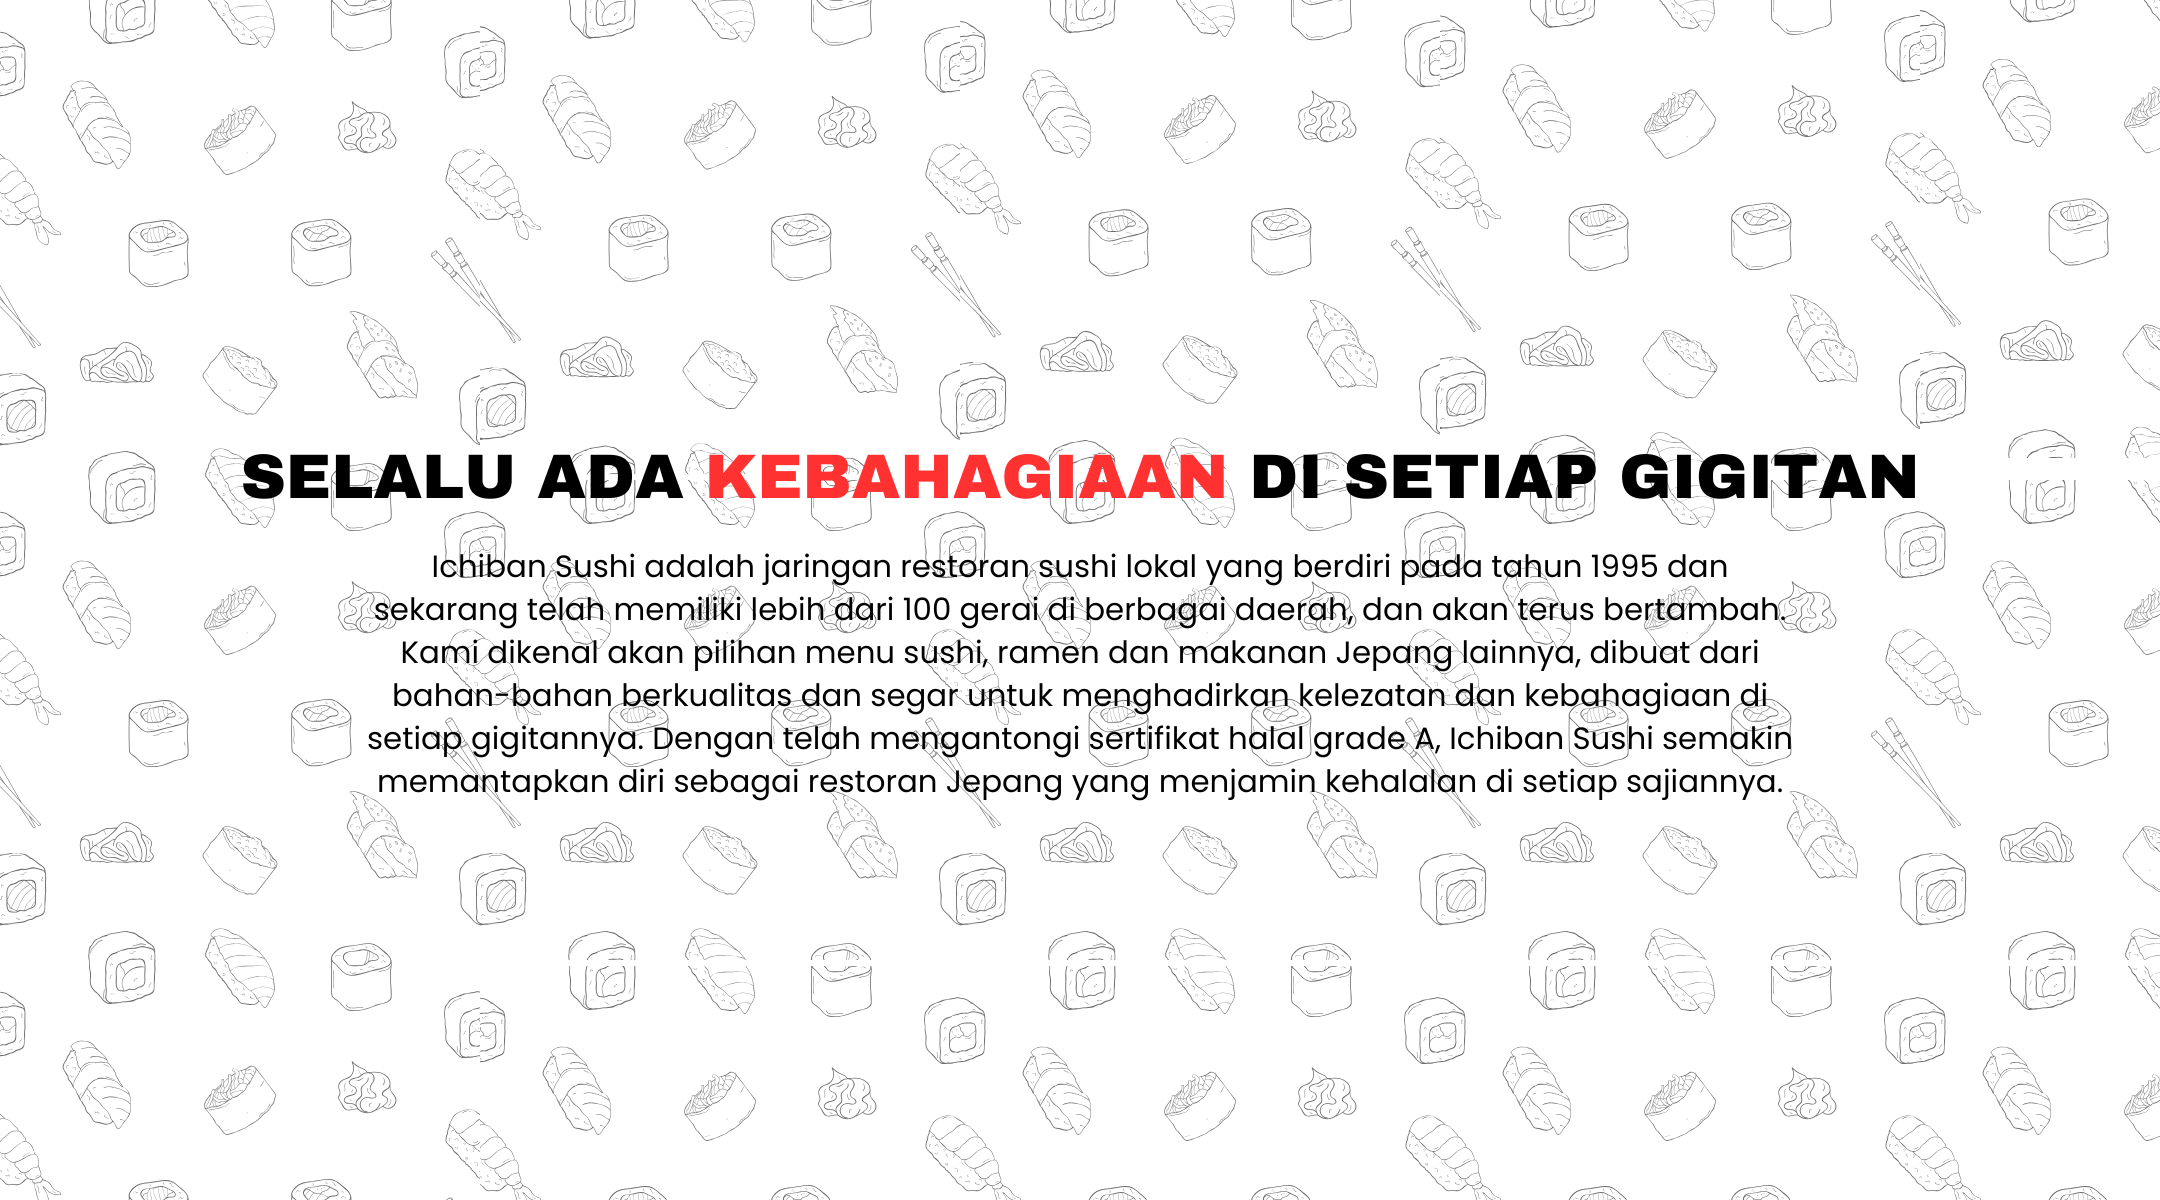 SELALU ADA KEBAHAGIAAN DI SETIAP GIGITAN
Ichiban Sushi adalah jaringan restoran sushi lokal yang berdiri pada tahun 1995 dan
sekarang telah memiliki lebih dari 100 gerai di berbagai daerah, dan akan terus bertambah.
Kami dikenal akan pilihan menu sushi, ramen dan makanan Jepang lainnya, dibuat dari
bahan-bahan berkualitas dan segar untuk menghadirkan kelezatan dan kebahagiaan di
setiap gigitannya. Dengan telah mengantongi sertifikat halal grade A, Ichiban Sushi semakin
memantapkan diri sebagai restoran Jepang yang menjamin kehalalan di setiap sajiannya.